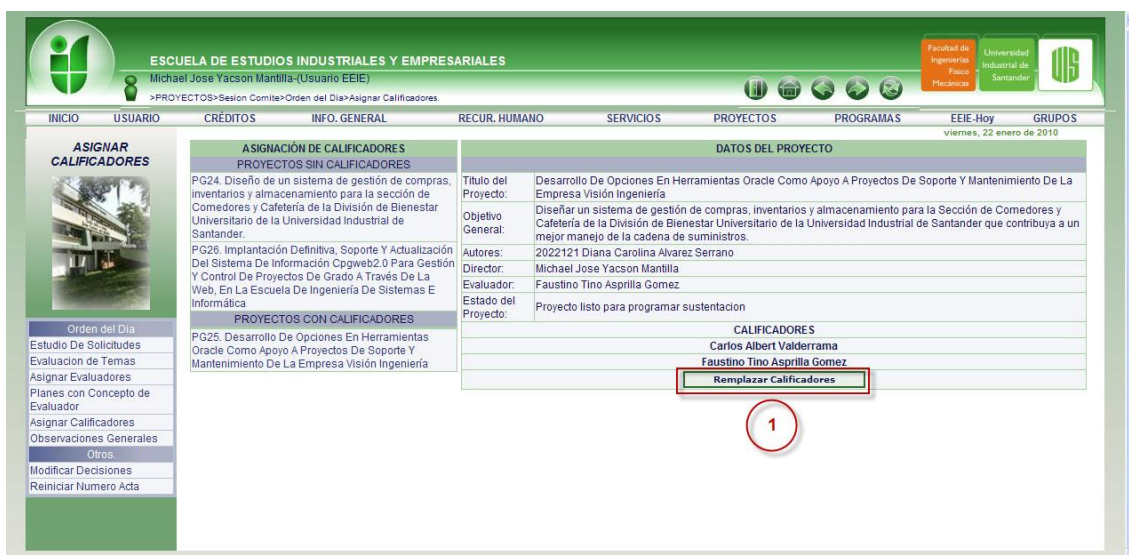 ESCUELA DE ESTUDIOS INDUSTRIALES Y EMPRESARIALES
Michael Jose Yacson Mantilla-(Usuario EEIE)
>PROYECTOS>Sesion Comite>Orden del Dia>Asignar Calificadores.
Facultad de
Ingenierías
Físico
Mecánicas
Universidad
Industrial de
Santander
UIS
INICIO USUARIO CRÉDITOS INFO. GENERAL RECUR. HUMANO SERVICIOS PROYECTOS PROGRAMAS EEIE-Hoy GRUPOS
viernes, 22 enero de 2010
ASIGNAR
CALIFICADORES
Orden del Dia
Estudio De Solicitudes
Evaluacion de Temas
Asignar Evaluadores
Planes con Concepto de
Evaluador
Asignar Calificadores
Observaciones Generales
Otros.
Modificar Decisiones
Reiniciar Numero Acta
ASIGNACIÓN DE CALIFICADORES
PROYECTOS SIN CALIFICADORES
PG24. Diseño de un sistema de gestión de compras,
inventarios y almacenamiento para la sección de
Comedores y Cafetería de la División de Bienestar
Universitario de la Universidad Industrial de
Santander.
PG26. Implantación Definitiva, Soporte Y Actualización
Del Sistema De Información Cpgweb2.0 Para Gestión
Y Control De Proyectos De Grado A Través De La
Web, En La Escuela De Ingeniería De Sistemas E
Informática
PROYECTOS CON CALIFICADORES
PG25. Desarrollo De Opciones En Herramientas
Oracle Como Apoyo A Proyectos De Soporte Y
Mantenimiento De La Empresa Visión Ingeniería
DATOS DEL PROYECTO
Titulo del
Proyecto:
Desarrollo De Opciones En Herramientas Oracle Como Apoyo A Proyectos De Soporte Y Mantenimiento De La
Empresa Visión Ingeniería
Objetivo
General:
Diseñar un sistema de gestión de compras, inventarios y almacenamiento para la Sección de Comedores y
Cafetería de la División de Bienestar Universitario de la Universidad Industrial de Santander que contribuya a un
mejor manejo de la cadena de suministros.
Autores: 2022121 Diana Carolina Alvarez Serrano
Director: Michael Jose Yacson Mantilla
Evaluador: Faustino Tino Asprilla Gomez
Estado del
Proyecto:
Proyecto listo para programar sustentacion
CALIFICADORES
Carlos Albert Valderrama
Faustino Tino Asprilla Gomez
Remplazar Calificadores
1